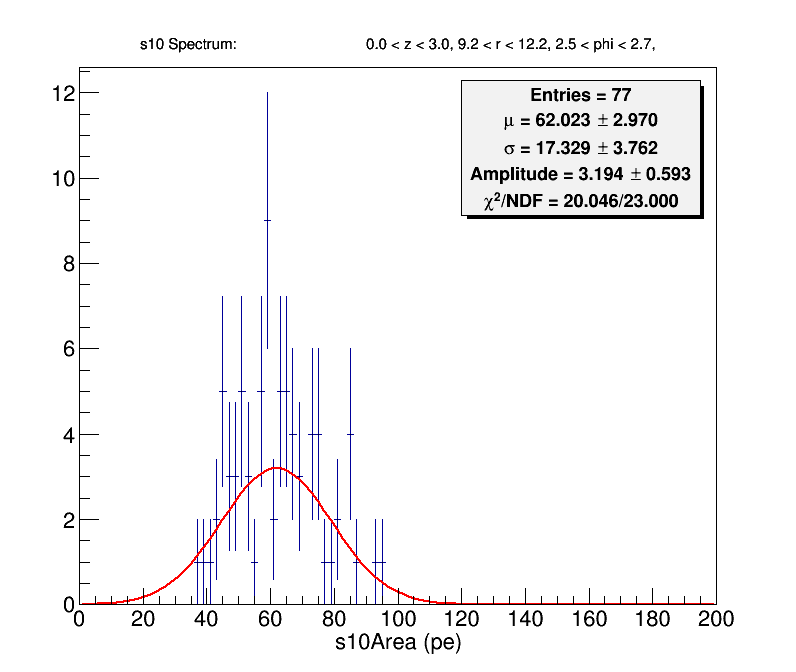 s10 Spectrum: 0.0 < z < 3.0, 9.2 < r < 12.2, 2.5 < phi < 2.7,
Entries = 77
μ = 62.023 ± 2.970
σ = 17.329 ± 3.762
Amplitude = 3.194 ± 0.593
χ²/NDF = 20.046/23.000
12
10
8
6
4
2
0
0 20 40 60 80 100 120 140 160 180 200
s10Area (pe)